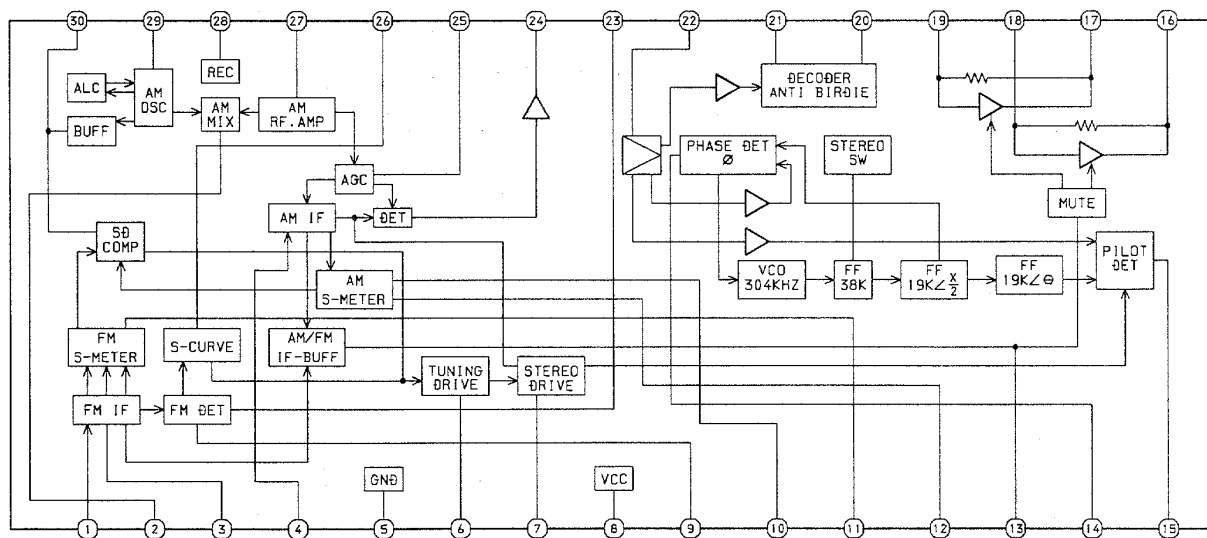 30 29 28 27 26 25 24 23 22 21 20 19 18 17 16
ALC
AM
OSC
REC
BUFF
AM
MIX
AM
RF.AMP
DECODER
ANTI BIRDIE
PHASE DET
Ø
STEREO
SW
AGC
MUTE
AM IF
DET
SD
COMP
AM
S-METER
VCO
304KHZ
FF
38K
FF
19K∠X/2
FF
19K∠Θ
PILOT
DET
FM
S-METER
S-CURVE
AM/FM
IF-BUFF
TUNING
DRIVE
STEREO
DRIVE
FM IF
FM DET
GND
VCC
1 2 3 4 5 6 7 8 9 10 11 12 13 14 15